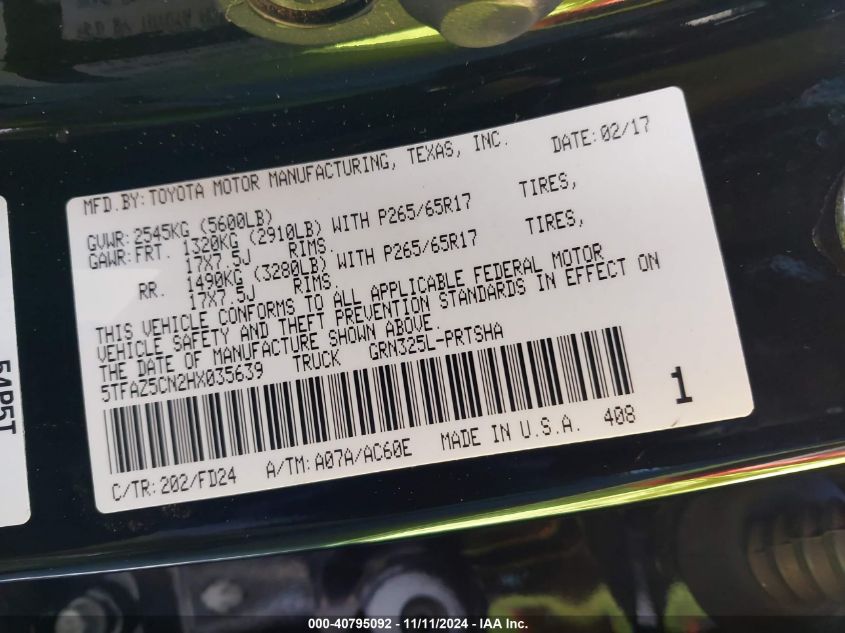 MFD.BY: TOYOTA MOTOR MANUFACTURING, TEXAS, INC. DATE: 02/17
GVWR: 2545KG (5600LB)
GAWR: FRT. 1320KG (2910LB) WITH P265/65R17 TIRES,
17X7.5J RIMS.
RR. 1490KG (3280LB) WITH P265/65R17 TIRES,
17X7.5J RIMS.
THIS VEHICLE CONFORMS TO ALL APPLICABLE FEDERAL MOTOR
VEHICLE SAFETY AND THEFT PREVENTION STANDARDS IN EFFECT ON
THE DATE OF MANUFACTURE SHOWN ABOVE.
5TFAZ5CN2HX035639 TRUCK GRN325L-PRTSHA
1
C/TR: 202/FD24 A/TM: A07A/AC60E MADE IN U.S.A. 408
54P5T
000-40795092 - 11/11/2024 - IAA Inc.